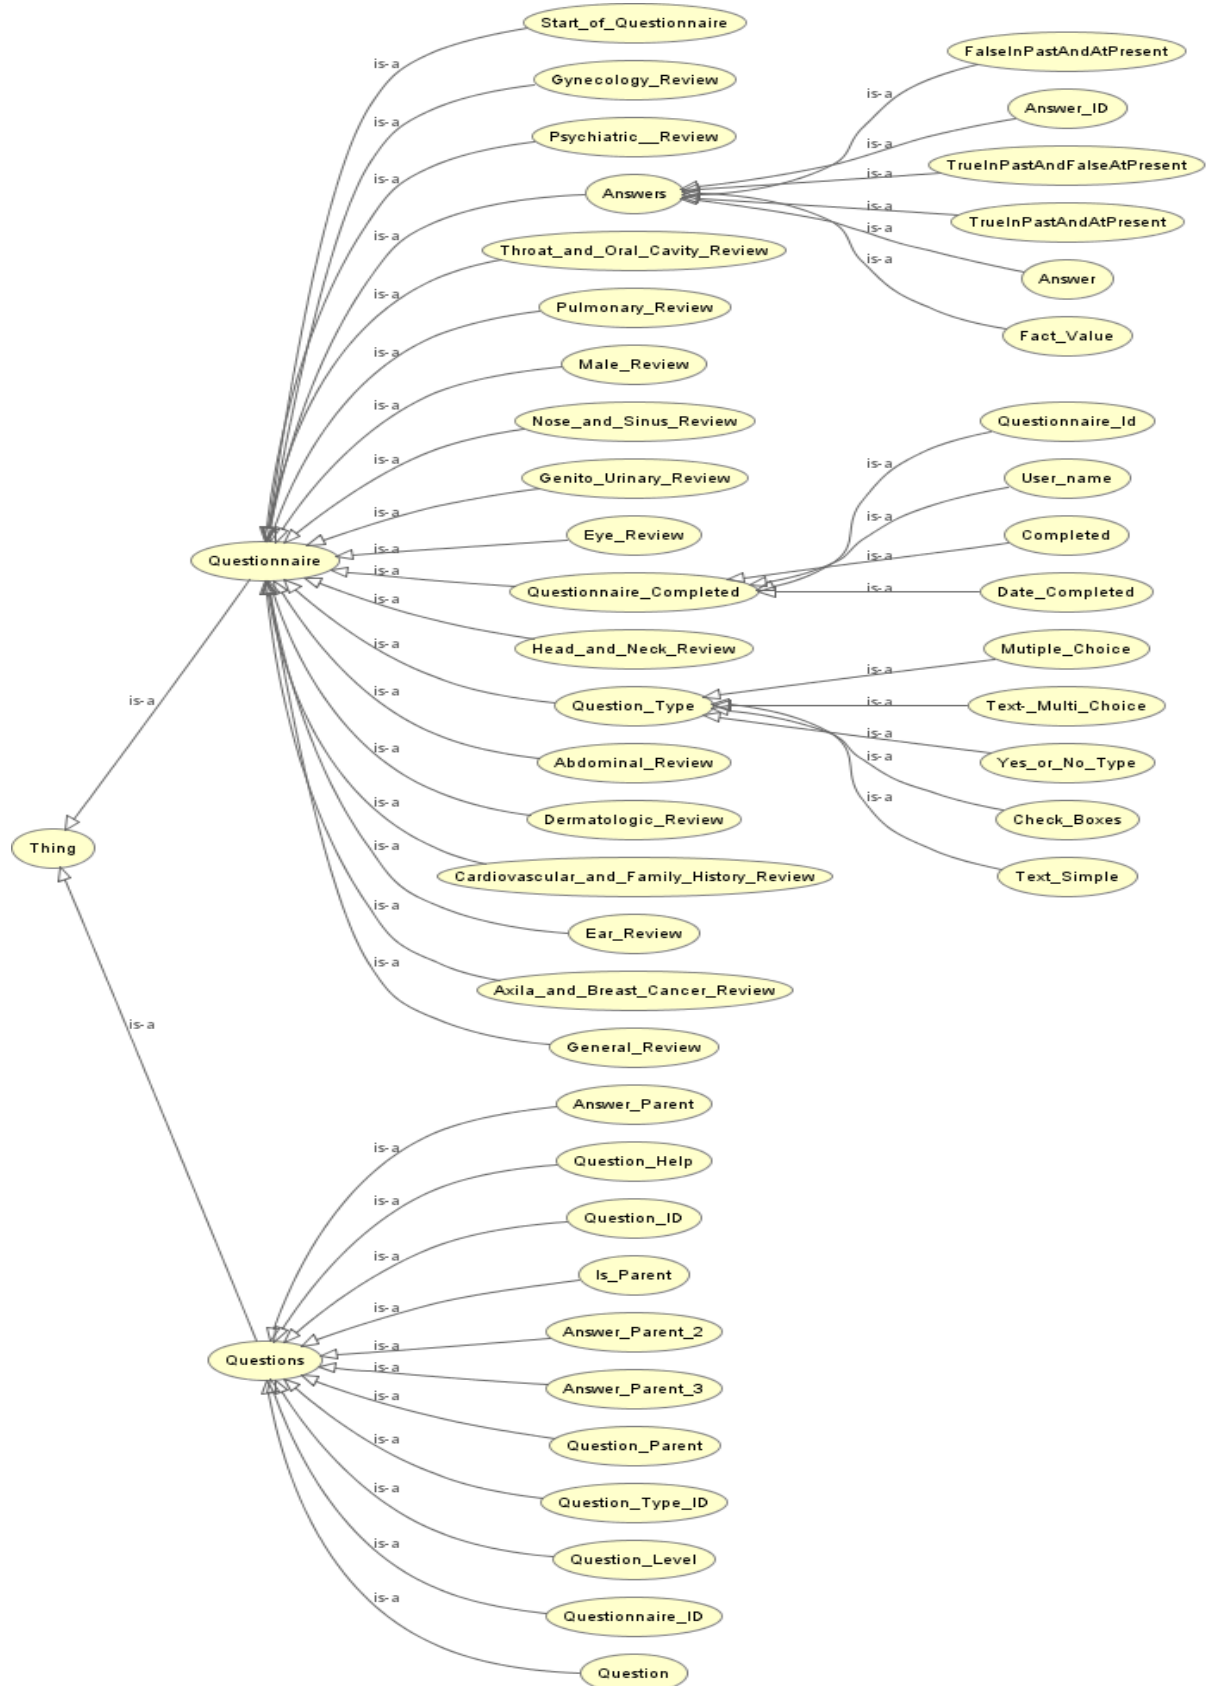 Start_of_Questionnaire
FalseInPastAndAtPresent
is-a
is-a
Gynecology_Review
Answer_ID
is-a
Psychiatric__Review
is-a
TrueInPastAndFalseAtPresent
is-a
is-a
Answers
is-a
TrueInPastAndAtPresent
is-a
is-a
Throat_and_Oral_Cavity_Review
is-a
Answer
is-a
Pulmonary_Review
Fact_Value
is-a
Male_Review
is-a
Nose_and_Sinus_Review
Questionnaire_Id
is-a
is-a
Genito_Urinary_Review
User_name
is-a
is-a
Eye_Review
Completed
is-a
is-a
Questionnaire
is-a
Questionnaire_Completed
is-a
Date_Completed
is-a
Head_and_Neck_Review
Mutiple_Choice
is-a
is-a
Question_Type
is-a
Text-_Multi_Choice
is-a
is-a
is-a
Abdominal_Review
is-a
Yes_or_No_Type
is-a
is-a
Dermatologic_Review
Check_Boxes
Thing
is-a
Cardiovascular_and_Family_History_Review
Text_Simple
is-a
Ear_Review
is-a
Axila_and_Breast_Cancer_Review
is-a
General_Review
Answer_Parent
is-a
Question_Help
is-a
Question_ID
is-a
Is_Parent
is-a
Answer_Parent_2
is-a
Questions
is-a
Answer_Parent_3
is-a
Question_Parent
is-a
Question_Type_ID
is-a
Question_Level
is-a
Questionnaire_ID
is-a
Question